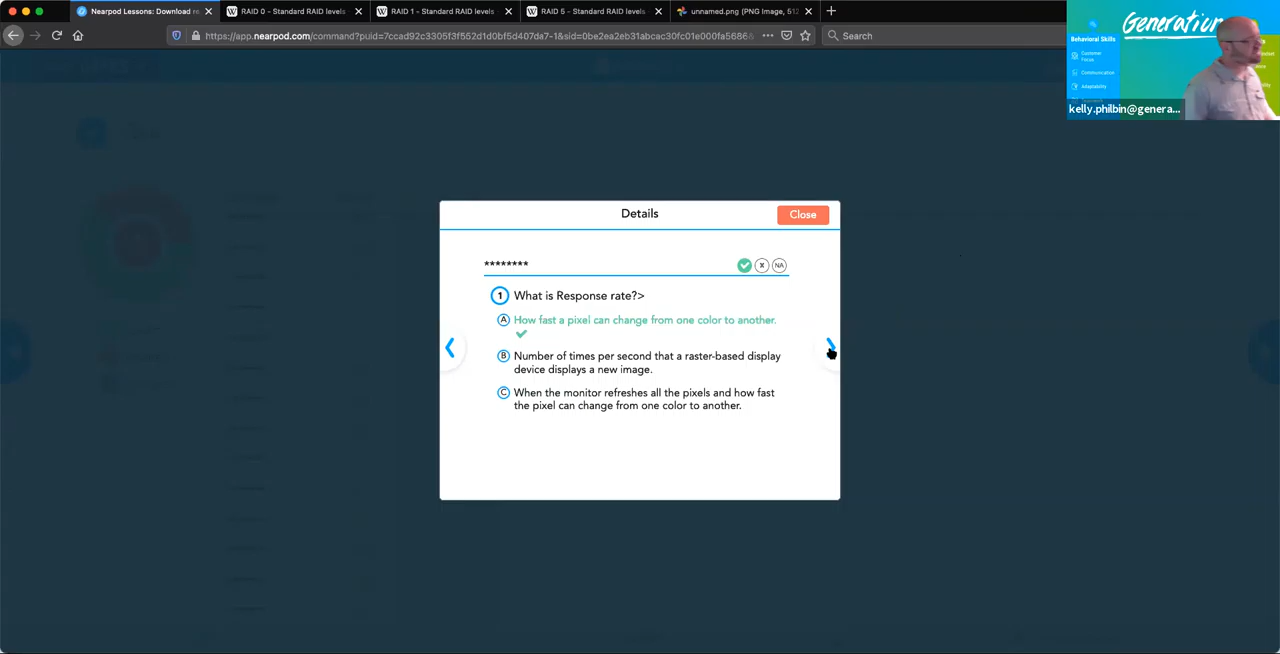 Nearpod Lessons: Download re
RAID 0 - Standard RAID levels
RAID 1 - Standard RAID levels
RAID 5 - Standard RAID levels
unnamed.png (PNG Image, 512
https://app.nearpod.com/command?puid=7ccad92c3305f3f552d1d0bf5d407da7-1&sid=0be2ea2eb31abcac30fc01e000fa5686&
Search
Generation
Behavioral Skills
Customer
Focus
Communication
Adaptability
kelly.philbin@genera...
Details
Close
********
X
NA
1 What is Response rate?>
A How fast a pixel can change from one color to another.
B Number of times per second that a raster-based display
device displays a new image.
C When the monitor refreshes all the pixels and how fast
the pixel can change from one color to another.